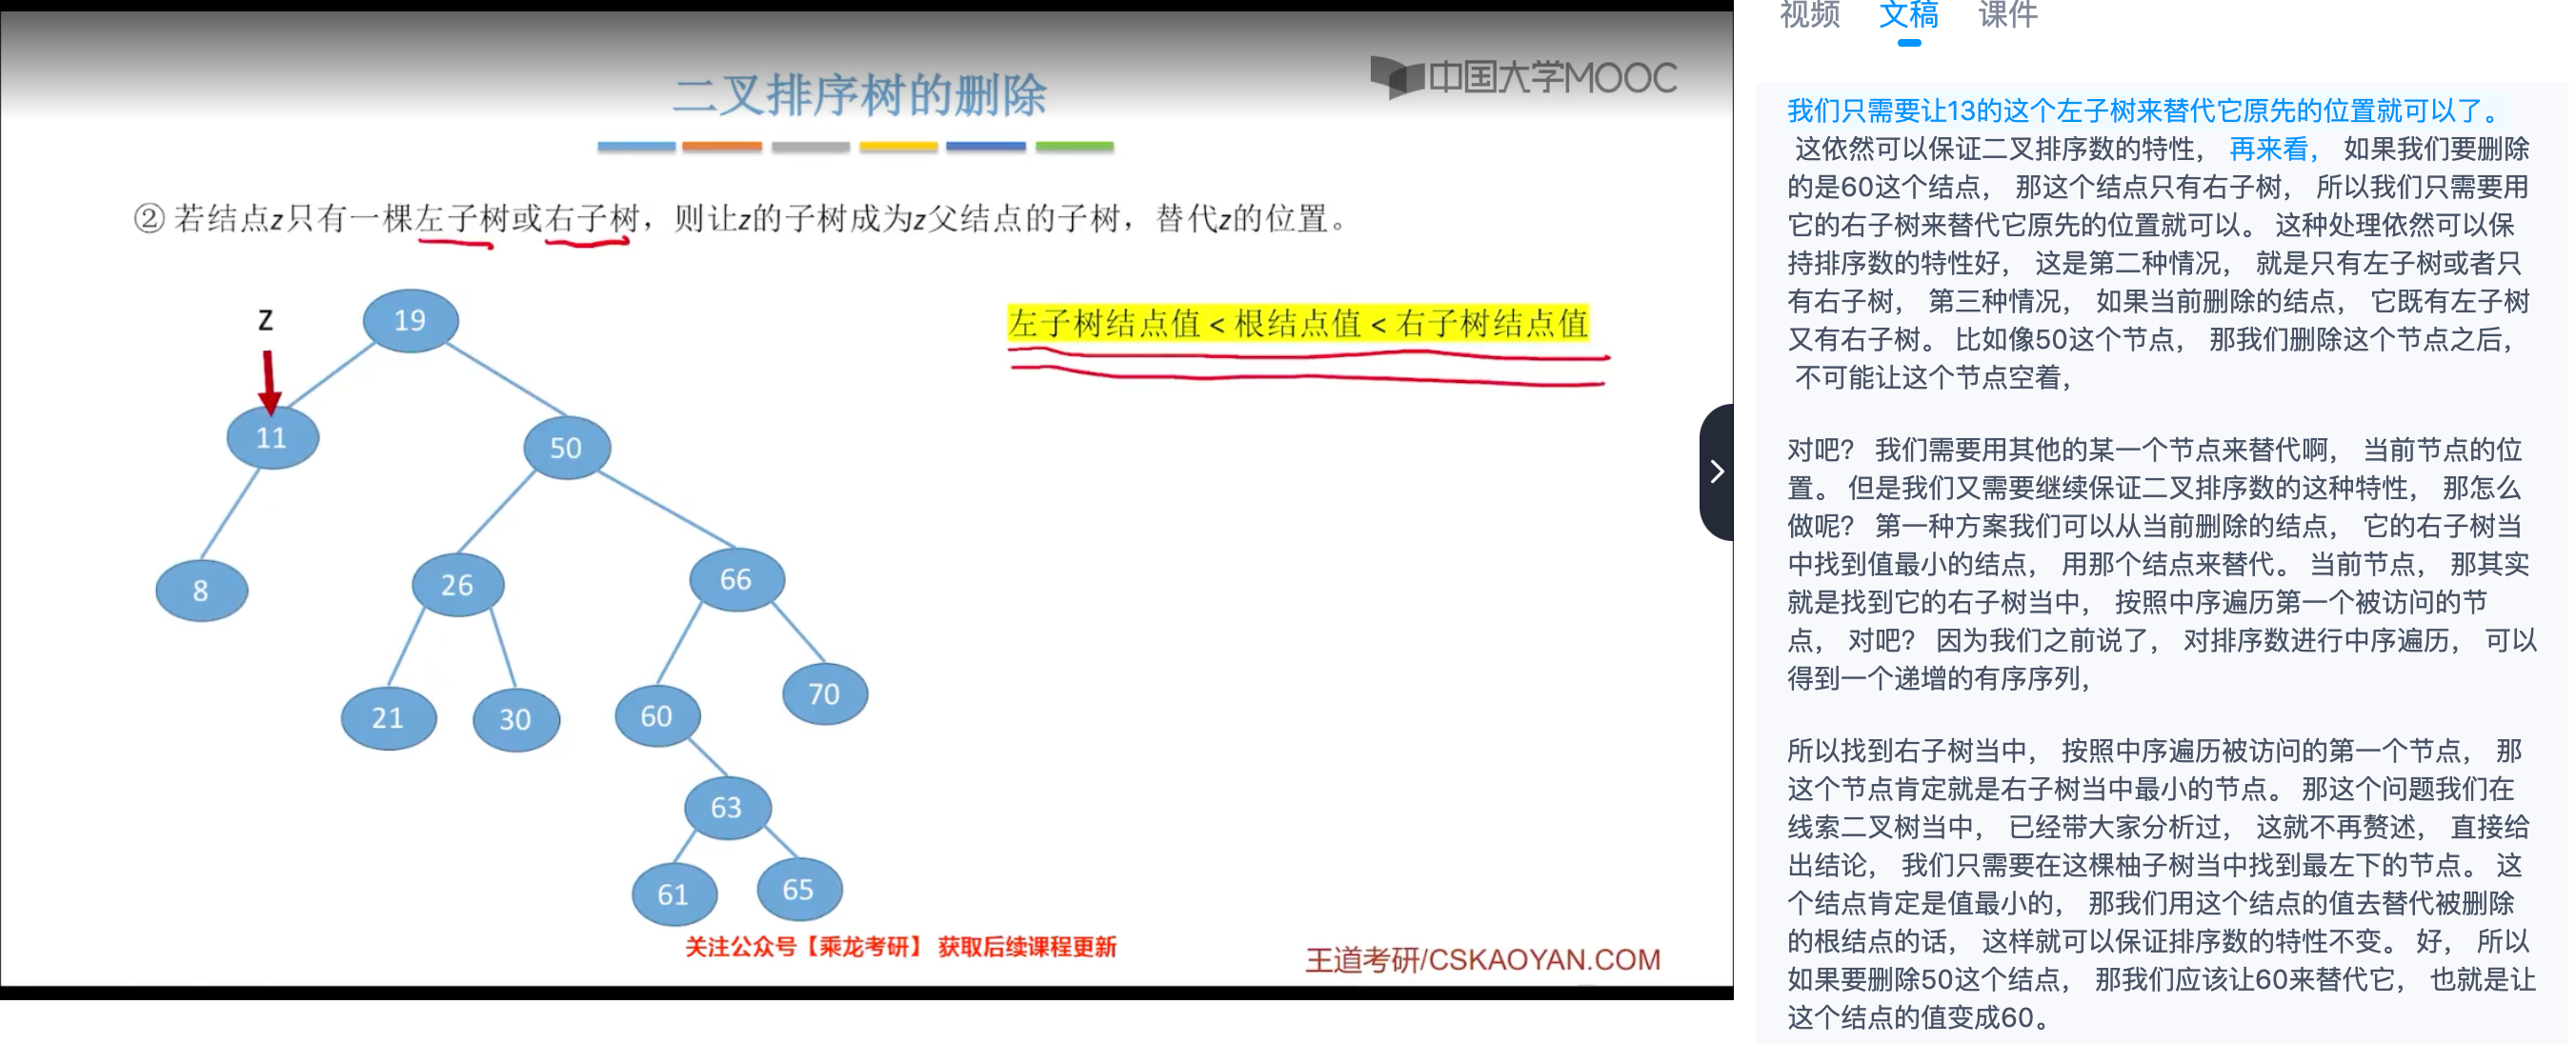 二叉排序树的删除
中国大学MOOC
② 若结点z只有一棵左子树或右子树，则让z的子树成为z父结点的子树，替代z的位置。
左子树结点值 < 根结点值 < 右子树结点值
z
19
11
50
8
26
66
21
30
60
70
63
61
65
关注公众号【乘龙考研】 获取后续课程更新
王道考研/CSKAOYAN.COM
视频 文稿 课件
我们只需要让13的这个左子树来替代它原先的位置就可以了。
这依然可以保证二叉排序数的特性， 再来看， 如果我们要删除
的是60这个结点， 那这个结点只有右子树， 所以我们只需要用
它的右子树来替代它原先的位置就可以。 这种处理依然可以保
持排序数的特性好， 这是第二种情况， 就是只有左子树或者只
有右子树， 第三种情况， 如果当前删除的结点， 它既有左子树
又有右子树。 比如像50这个节点， 那我们删除这个节点之后，
不可能让这个节点空着，
对吧？ 我们需要用其他的某一个节点来替代啊， 当前节点的位
置。 但是我们又需要继续保证二叉排序数的这种特性， 那怎么
做呢？ 第一种方案我们可以从当前删除的结点， 它的右子树当
中找到值最小的结点， 用那个结点来替代。 当前节点， 那其实
就是找到它的右子树当中， 按照中序遍历第一个被访问的节
点， 对吧？ 因为我们之前说了， 对排序数进行中序遍历， 可以
得到一个递增的有序序列，
所以找到右子树当中， 按照中序遍历被访问的第一个节点， 那
这个节点肯定就是右子树当中最小的节点。 那这个问题我们在
线索二叉树当中， 已经带大家分析过， 这就不再赘述， 直接给
出结论， 我们只需要在这棵柚子树当中找到最左下的节点。 这
个结点肯定是值最小的， 那我们用这个结点的值去替代被删除
的根结点的话， 这样就可以保证排序数的特性不变。 好， 所以
如果要删除50这个结点， 那我们应该让60来替代它， 也就是让
这个结点的值变成60。